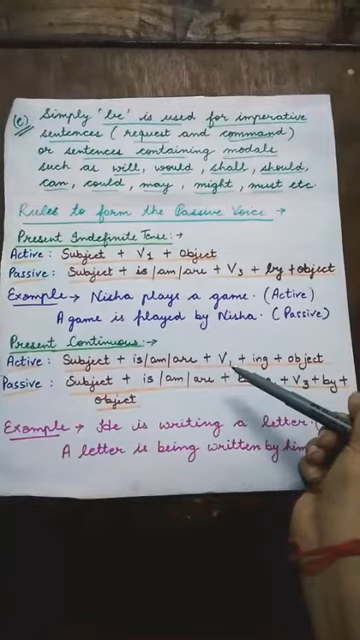 (e) Simply 'be' is used for imperative
sentences (request and command)
or sentences containing modals
such as will, would, shall, should,
can, could, may, might, must etc.
Rules to form the Passive Voice →
Present Indefinite Tense :→
Active : Subject + V1 + Object
Passive : Subject + is/am/are + V3 + by + object
Example → Nisha plays a game. (Active)
A game is played by Nisha. (Passive)
Present Continuous :→
Active : Subject + is/am/are + V1 + ing + object
Passive : Subject + is/am/are + + V3 + by +
object
Example → He is writing a letter. (
A letter is being written by him